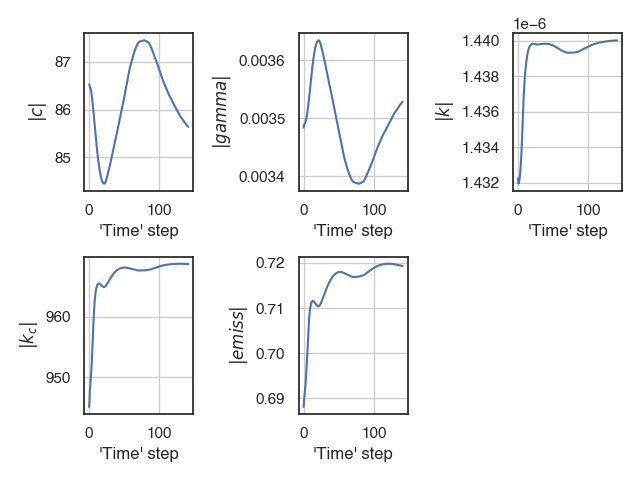 1e−6
87
86
85
|c|
0
100
'Time' step
0.0036
0.0035
0.0034
|gamma|
0
100
'Time' step
1.440
1.438
1.436
1.434
1.432
|k|
0
100
'Time' step
960
950
|k_c|
0
100
'Time' step
0.72
0.71
0.70
0.69
|emiss|
0
100
'Time' step